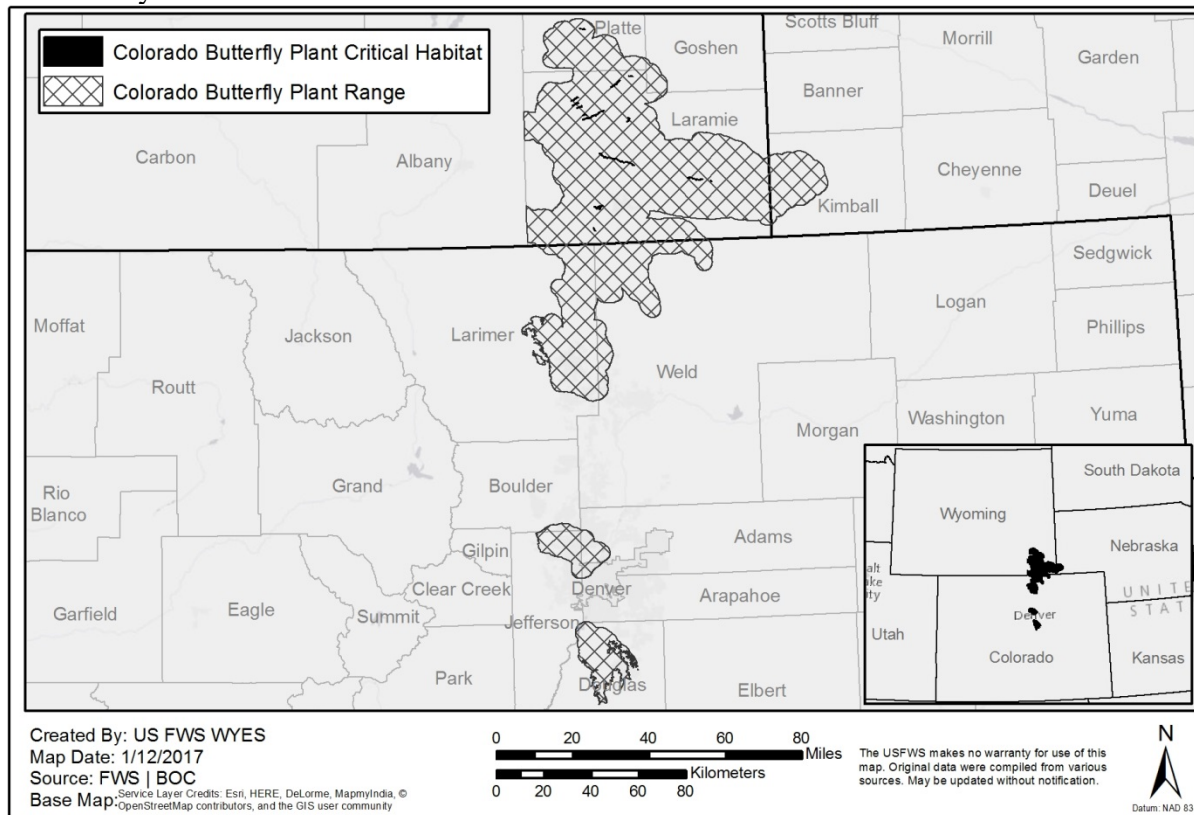 Colorado Butterfly Plant Critical Habitat
Colorado Butterfly Plant Range
Platte
Goshen
Scotts Bluff
Morrill
Garden
Banner
Laramie
Carbon
Albany
Cheyenne
Deuel
Kimball
Sedgwick
Moffat
Jackson
Larimer
Logan
Phillips
Routt
Weld
Morgan
Washington
Yuma
Rio
Blanco
Grand
Boulder
Gilpin
Adams
Clear Creek
Denver
Arapahoe
Garfield
Eagle
Summit
Jefferson
Park
Douglas
Elbert
South Dakota
Wyoming
Nebraska
alt
ake
ity
UNITE
STAT
Denver
Utah
Colorado
Kansas
Created By: US FWS WYES
Map Date: 1/12/2017
Source: FWS | BOC
Base Map: Service Layer Credits: Esri, HERE, DeLorme, MapmyIndia, ©
OpenStreetMap contributors, and the GIS user community
0 20 40 60 80
Miles
Kilometers
0 20 40 60 80
The USFWS makes no warranty for use of this
map. Original data were compiled from various
sources. May be updated without notification.
N
Datum: NAD 83